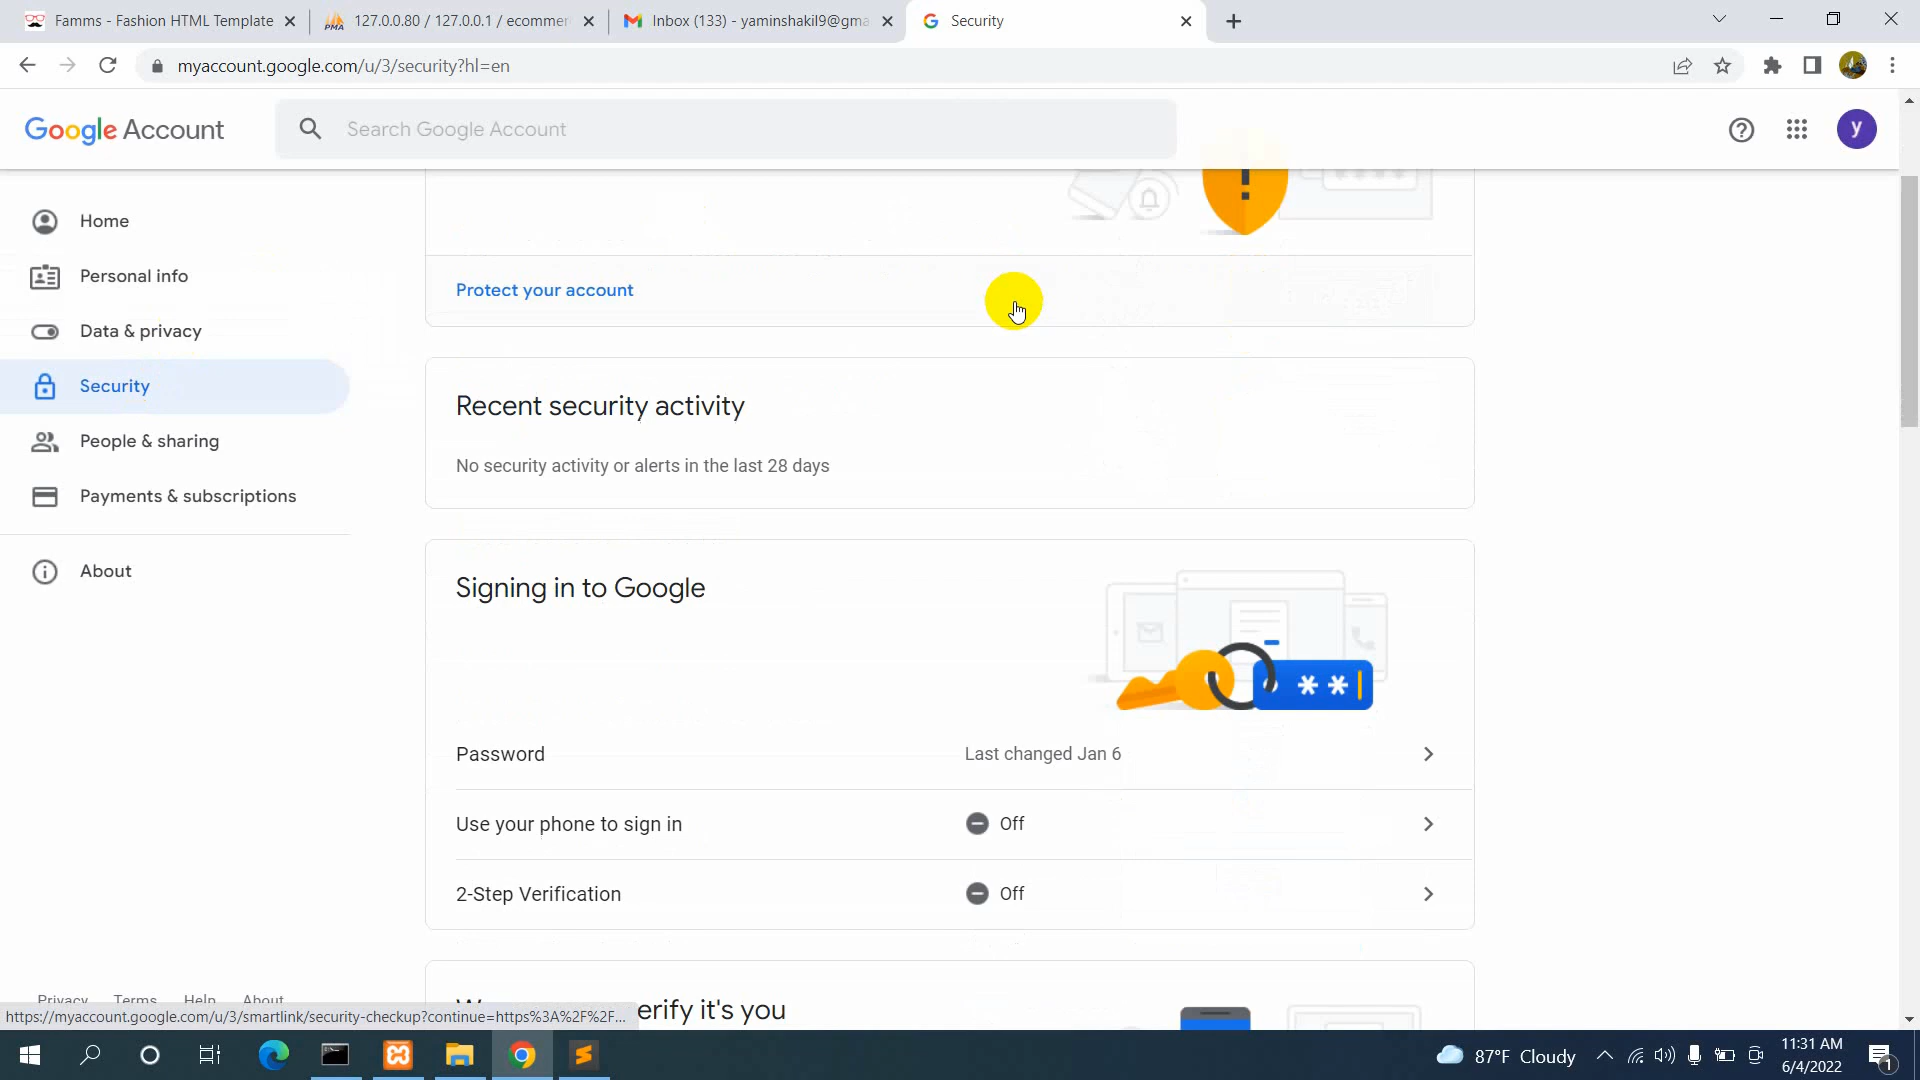 Famms - Fashion HTML Template
127.0.0.80 / 127.0.0.1 / ecommer
Inbox (133) - yaminshakil9@gma
Security
myaccount.google.com/u/3/security?hl=en
Google Account
Search Google Account
y
Home
Personal info
Data & privacy
Security
People & sharing
Payments & subscriptions
About
Protect your account
Recent security activity
No security activity or alerts in the last 28 days
Signing in to Google
Password
Last changed Jan 6
Use your phone to sign in
Off
2-Step Verification
Off
erify it's you
Privacy Terms Help About
https://myaccount.google.com/u/3/smartlink/security-checkup?continue=https%3A%2F%2F...
87°F Cloudy
11:31 AM
6/4/2022
1